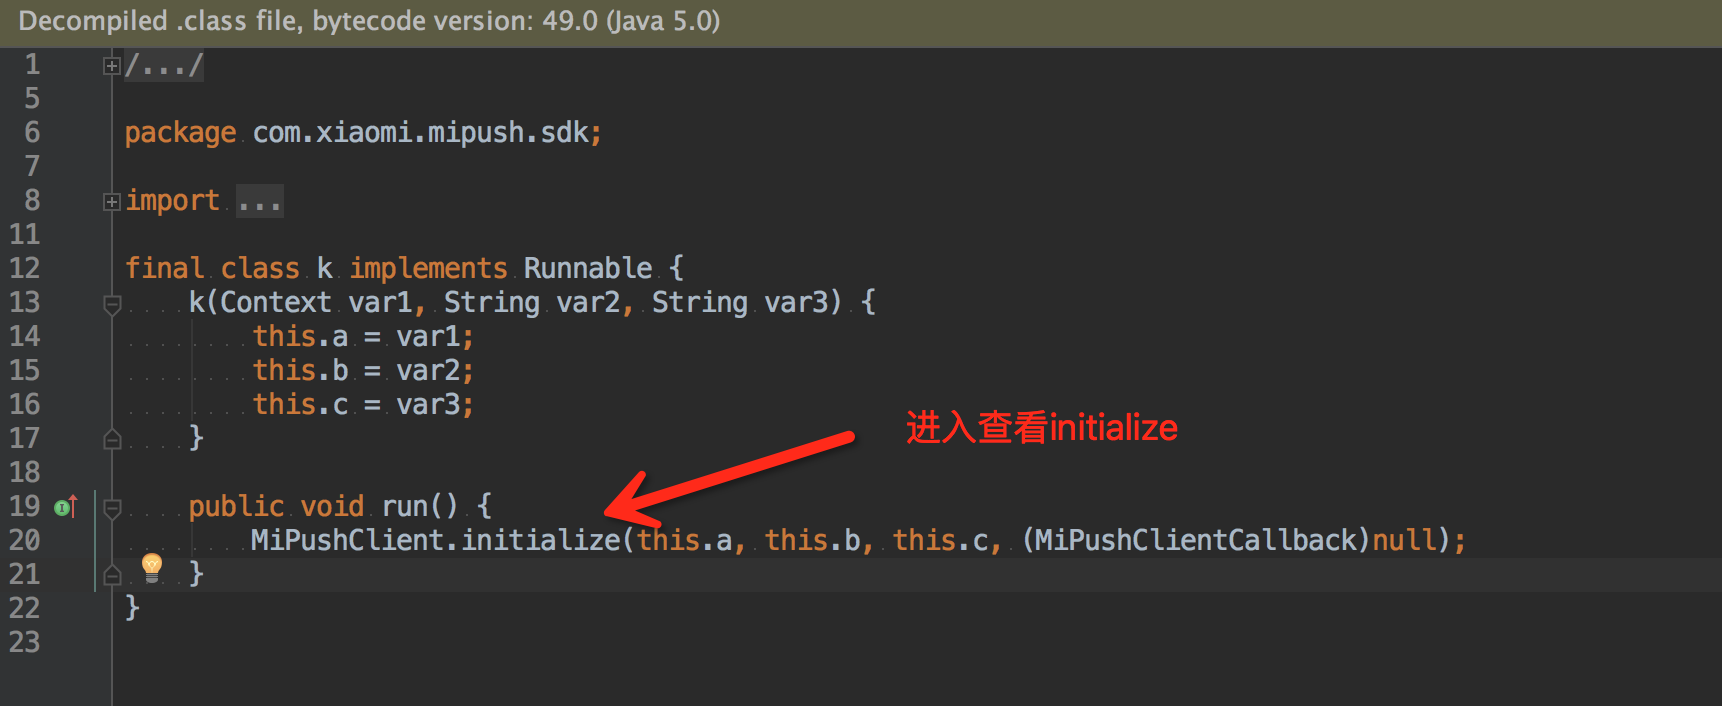 Decompiled .class file, bytecode version: 49.0 (Java 5.0)
1 /.../
5
6 package com.xiaomi.mipush.sdk;
7
8 import ...
11
12 final class k implements Runnable {
13 k(Context var1, String var2, String var3) {
14 this.a = var1;
15 this.b = var2;
16 this.c = var3;
17 }
进入查看initialize
18
19 public void run() {
20 MiPushClient.initialize(this.a, this.b, this.c, (MiPushClientCallback)null);
21 }
22 }
23